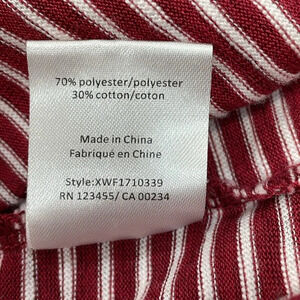 70% polyester/polyester
30% cotton/coton
Made in China
Fabriqué en Chine
Style:XWF1710339
RN 123455/ CA 00234